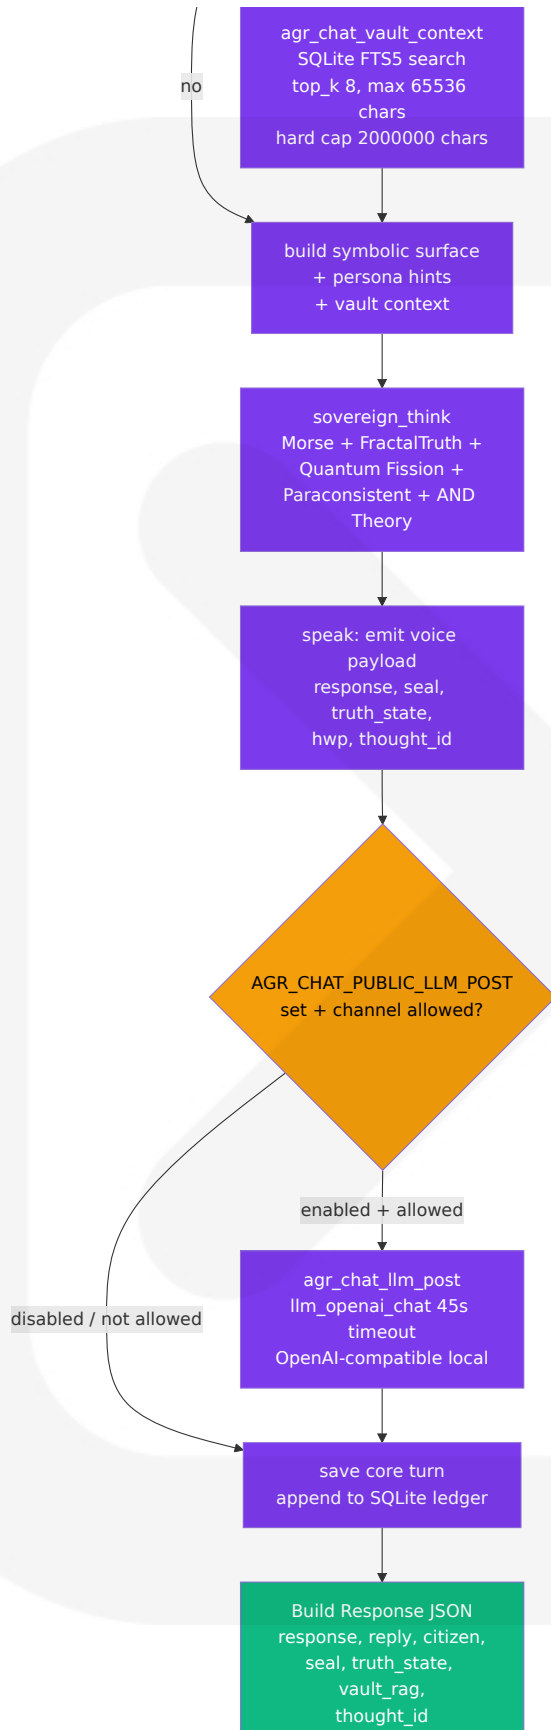 agr_chat_vault_context
SQLite FTS5 search
top_k 8, max 65536
chars
hard cap 2000000 chars
no
build symbolic surface
+ persona hints
+ vault context
sovereign_think
Morse + FractalTruth +
Quantum Fission +
Paraconsistent + AND
Theory
speak: emit voice
payload
response, seal,
truth_state,
hwp, thought_id
AGR_CHAT_PUBLIC_LLM_POST
set + channel allowed?
enabled + allowed
agr_chat_llm_post
llm_openai_chat 45s
timeout
OpenAI-compatible local
disabled / not allowed
save core turn
append to SQLite ledger
Build Response JSON
response, reply, citizen,
seal, truth_state,
vault_rag,
thought_id